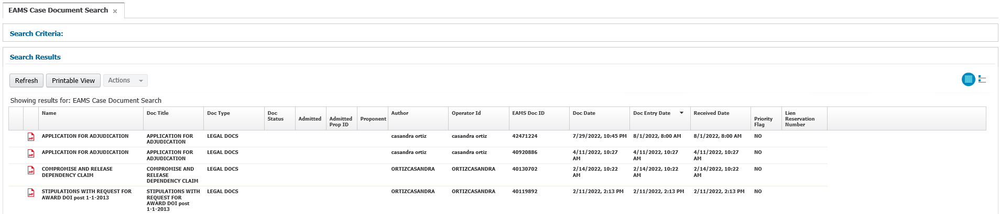 EAMS Case Document Search ×
Search Criteria:
Search Results
Refresh Printable View Actions
Showing results for: EAMS Case Document Search
Name Doc Title Doc Type Doc Status Admitted Admitted Prop ID Proponent Author Operator Id EAMS Doc ID Doc Date Doc Entry Date Received Date Priority Flag Lien Reservation Number
pdf APPLICATION FOR ADJUDICATION APPLICATION FOR ADJUDICATION LEGAL DOCS casandra ortiz casandra ortiz 42471224 7/29/2022, 10:45 PM 8/1/2022, 8:00 AM 8/1/2022, 8:00 AM NO
pdf APPLICATION FOR ADJUDICATION APPLICATION FOR ADJUDICATION LEGAL DOCS casandra ortiz casandra ortiz 40920886 4/11/2022, 10:27 AM 4/11/2022, 10:27 AM 4/11/2022, 10:27 AM NO
pdf COMPROMISE AND RELEASE DEPENDENCY CLAIM COMPROMISE AND RELEASE DEPENDENCY CLAIM LEGAL DOCS ORTIZCASANDRA ORTIZCASANDRA 40130702 2/14/2022, 10:22 AM 2/14/2022, 10:22 AM 2/14/2022, 10:22 AM NO
pdf STIPULATIONS WITH REQUEST FOR AWARD DOI post 1-1-2013 STIPULATIONS WITH REQUEST FOR AWARD DOI post 1-1-2013 LEGAL DOCS ORTIZCASANDRA ORTIZCASANDRA 40119892 2/11/2022, 2:13 PM 2/11/2022, 2:13 PM 2/11/2022, 2:13 PM NO